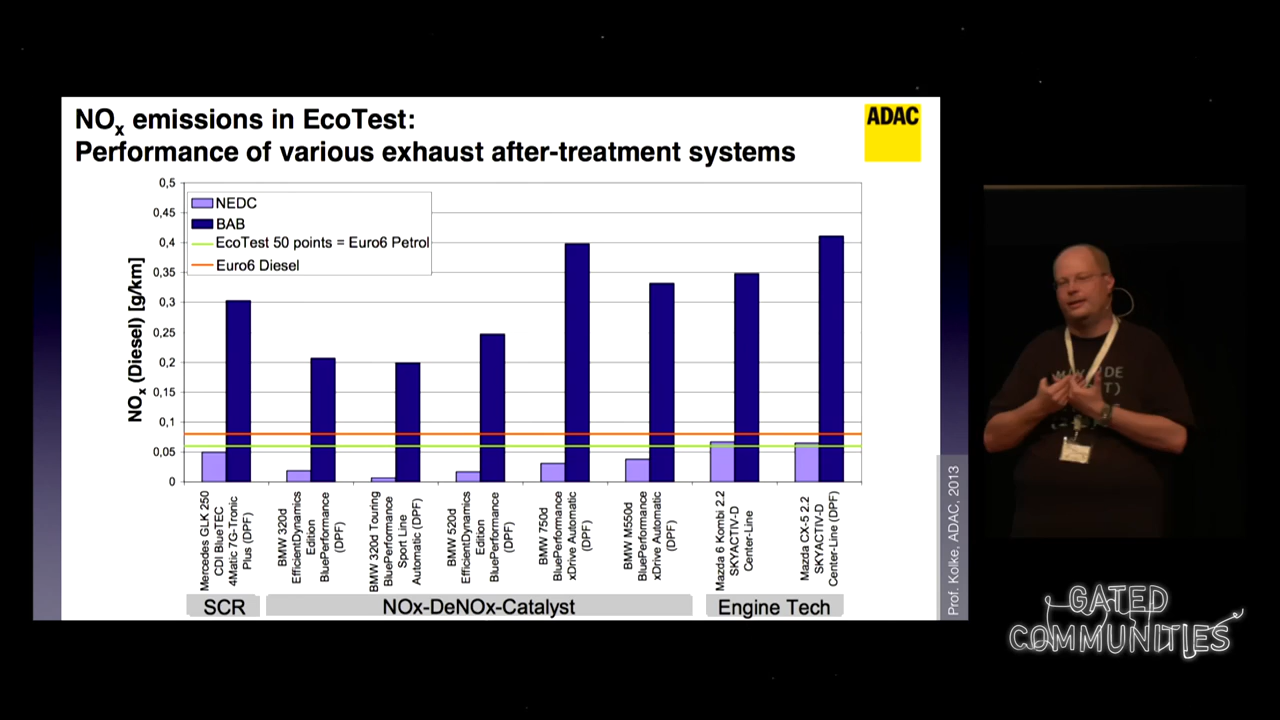 NOx emissions in EcoTest:
Performance of various exhaust after-treatment systems
ADAC
NOx (Diesel) [g/km]
0,5
0,45
0,4
0,35
0,3
0,25
0,2
0,15
0,1
0,05
0
NEDC
BAB
EcoTest 50 points = Euro6 Petrol
Euro6 Diesel
Mercedes GLK 250
CDI BlueTEC
4Matic 7G-Tronic
Plus (DPF)
BMW 320d
EfficientDynamics
Edition
BluePerformance
(DPF)
BMW 320d Touring
BluePerfomance
Sport Line
Automatic (DPF)
BMW 520d
EfficientDynamics
Edition
BluePerformance
(DPF)
BMW 750d
BluePerformance
xDrive Automatic
(DPF)
BMW M550d
BluePerformance
xDrive Automatic
(DPF)
Mazda 6 Kombi 2.2
SKYACTIV-D
Center-Line
Mazda CX-5 2.2
SKYACTIV-D
Center-Line (DPF)
SCR
NOx-DeNOx-Catalyst
Engine Tech
Prof. Kolke, ADAC, 2013
GATED
COMMUNITIES